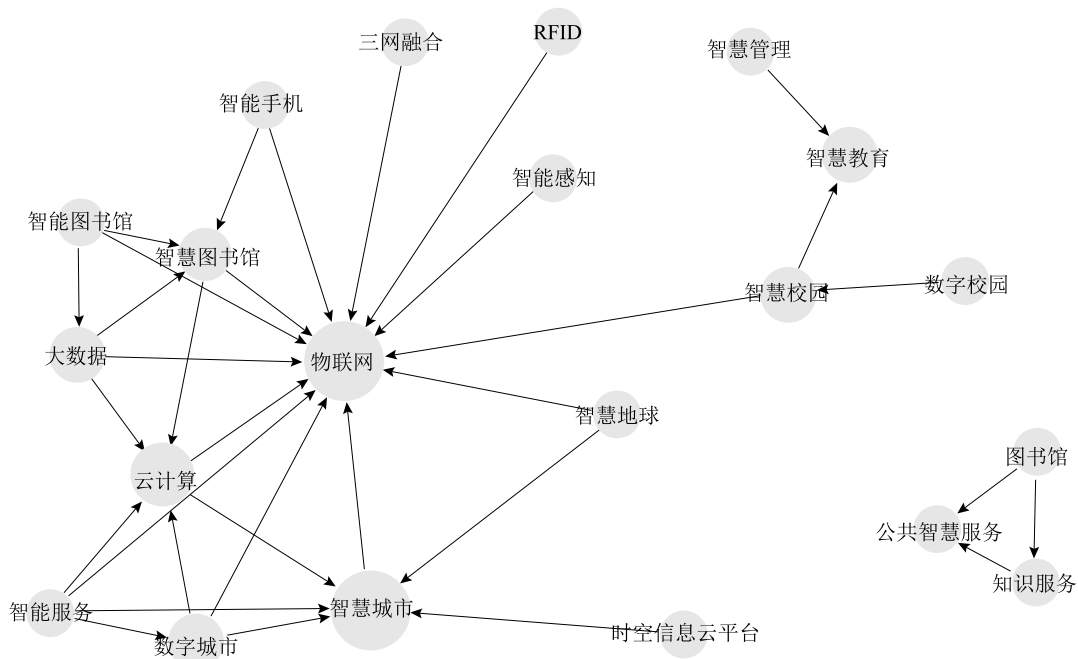 RFID
三网融合
智慧管理
智能手机
智慧教育
智能感知
智能图书馆
智慧图书馆
数字校园
智慧校园
大数据
物联网
智慧地球
图书馆
云计算
公共智慧服务
知识服务
智能服务
智慧城市
时空信息云平台
数字城市